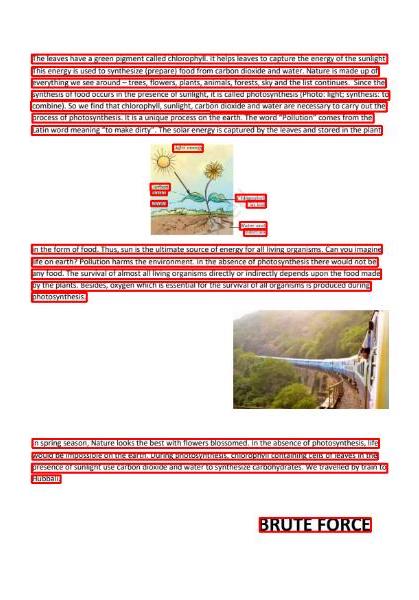 The leaves have a green pigment called chlorophyll. It helps leaves to capture the energy of the sunlight
This energy is used to synthesize (prepare) food from carbon dioxide and water. Nature is made up of
everything we see around – trees, flowers, plants, animals, forests, sky and the list continues. Since the
synthesis of food occurs in the presence of sunlight, it is called photosynthesis (Photo: light; synthesis: to
combine). So we find that chlorophyll, sunlight, carbon dioxide and water are necessary to carry out the
process of photosynthesis. It is a unique process on the earth. The word "Pollution" comes from the
Latin word meaning "to make dirty". The solar energy is captured by the leaves and stored in the plant
Light energy
Water and
in the form of food. Thus, sun is the ultimate source of energy for all living organisms. Can you imagine
life on earth? Pollution harms the environment. In the absence of photosynthesis there would not be
any food. The survival of almost all living organisms directly or indirectly depends upon the food made
by the plants. Besides, oxygen which is essential for the survival of all organisms is produced during
photosynthesis.
In spring season, Nature looks the best with flowers blossomed. In the absence of photosynthesis, life
would be impossible on the earth. During photosynthesis, chlorophyll containing cells of leaves in the
presence of sunlight use carbon dioxide and water to synthesize carbohydrates. We travelled by train to
Hubball
BRUTE FORCE